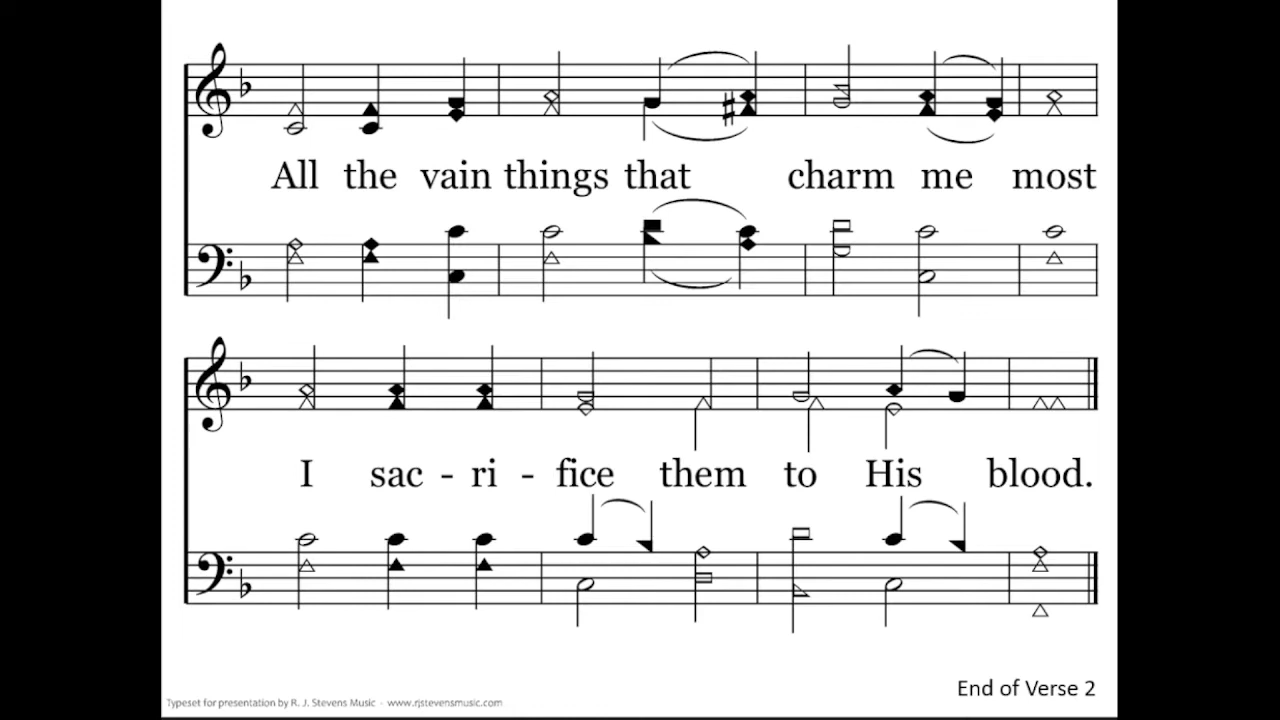 All the vain things that charm me most
I sac - ri - fice them to His blood.
End of Verse 2
Typeset for presentation by R. J. Stevens Music - www.rjstevensmusic.com